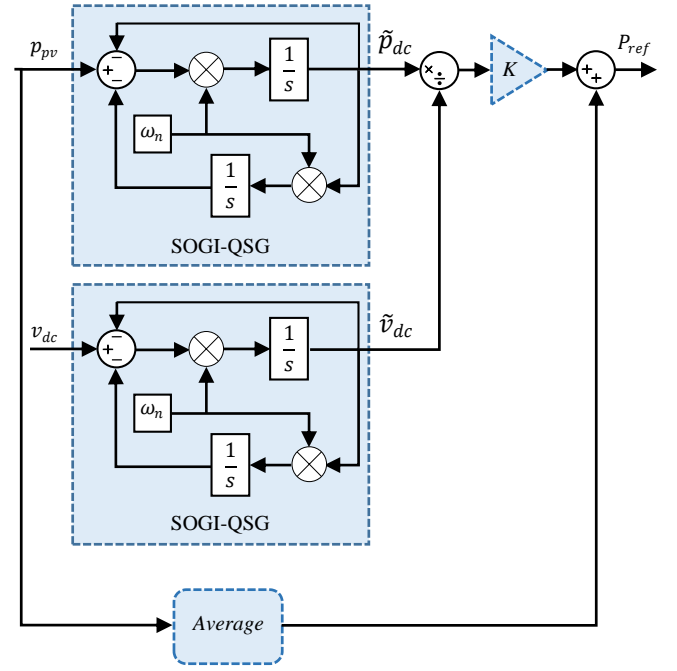 p_pv
−
+ −
1
s
p̃_dc
×
÷
K
+
+
P_ref
ω_n
1
s
SOGI-QSG
v_dc
−
+ −
1
s
ṽ_dc
ω_n
1
s
SOGI-QSG
Average